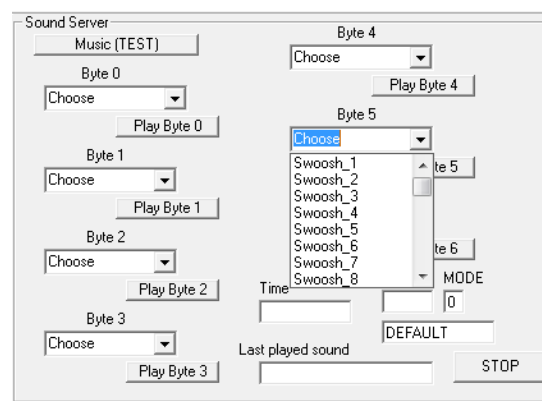 Sound Server
Music (TEST)
Byte 0
Choose
Play Byte 0
Byte 1
Choose
Play Byte 1
Byte 2
Choose
Play Byte 2
Byte 3
Choose
Play Byte 3
Byte 4
Choose
Play Byte 4
Byte 5
Choose
Swoosh_1
Swoosh_2
Swoosh_3
Swoosh_4
Swoosh_5
Swoosh_6
Swoosh_7
Swoosh_8
te 5
te 6
Time
MODE
0
DEFAULT
Last played sound
STOP